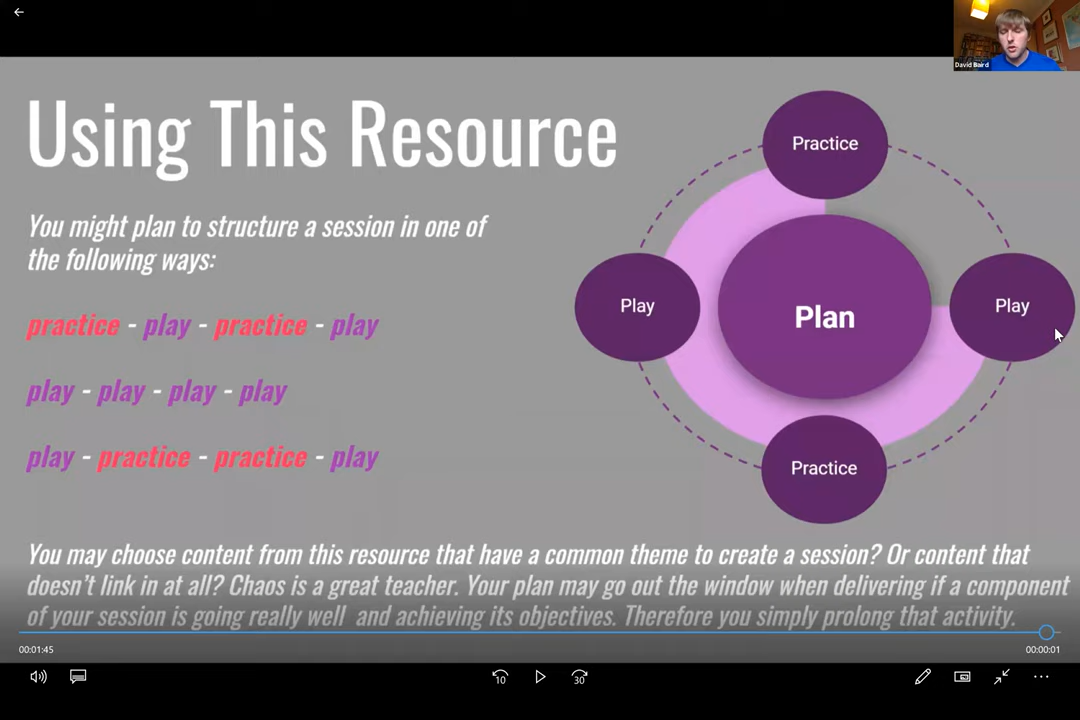 David Baird
Using This Resource
You might plan to structure a session in one of
the following ways:
practice - play - practice - play
play - play - play - play
play - practice - practice - play
Practice
Play
Plan
Play
Practice
You may choose content from this resource that have a common theme to create a session? Or content that
doesn't link in at all? Chaos is a great teacher. Your plan may go out the window when delivering if a component
of your session is going really well and achieving its objectives. Therefore you simply prolong that activity.
00:01:45
00:00:01
10
30